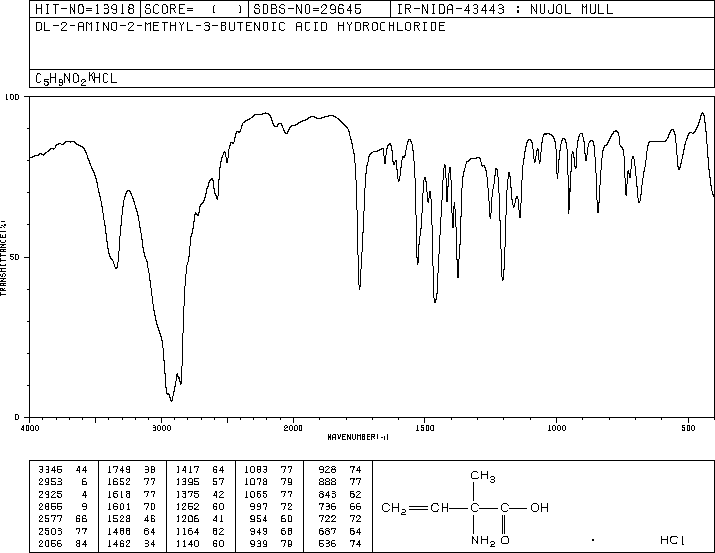 HIT-NO=13918 SCORE= ( ) SDBS-NO=29645 IR-NIDA-43443 : NUJOL MULL
DL-2-AMINO-2-METHYL-3-BUTENOIC ACID HYDROCHLORIDE
C5H9NO2*HCL
100
TRANSMITTANCE(%)
50
0
4000 3000 2000 1500 1000 500
WAVENUMBER(-1)
3345 44 1749 38 1417 64 1083 77 928 74
2953 6 1652 77 1395 57 1078 79 888 77
2925 4 1618 77 1375 42 1065 77 843 62
2855 9 1601 70 1252 60 997 72 736 66
2577 66 1528 46 1206 41 954 60 722 72
2503 77 1488 64 1164 62 949 68 687 64
2056 84 1462 34 1140 60 939 79 536 74
CH3
CH2=CH-C-C-OH
NH2 O
· HCl